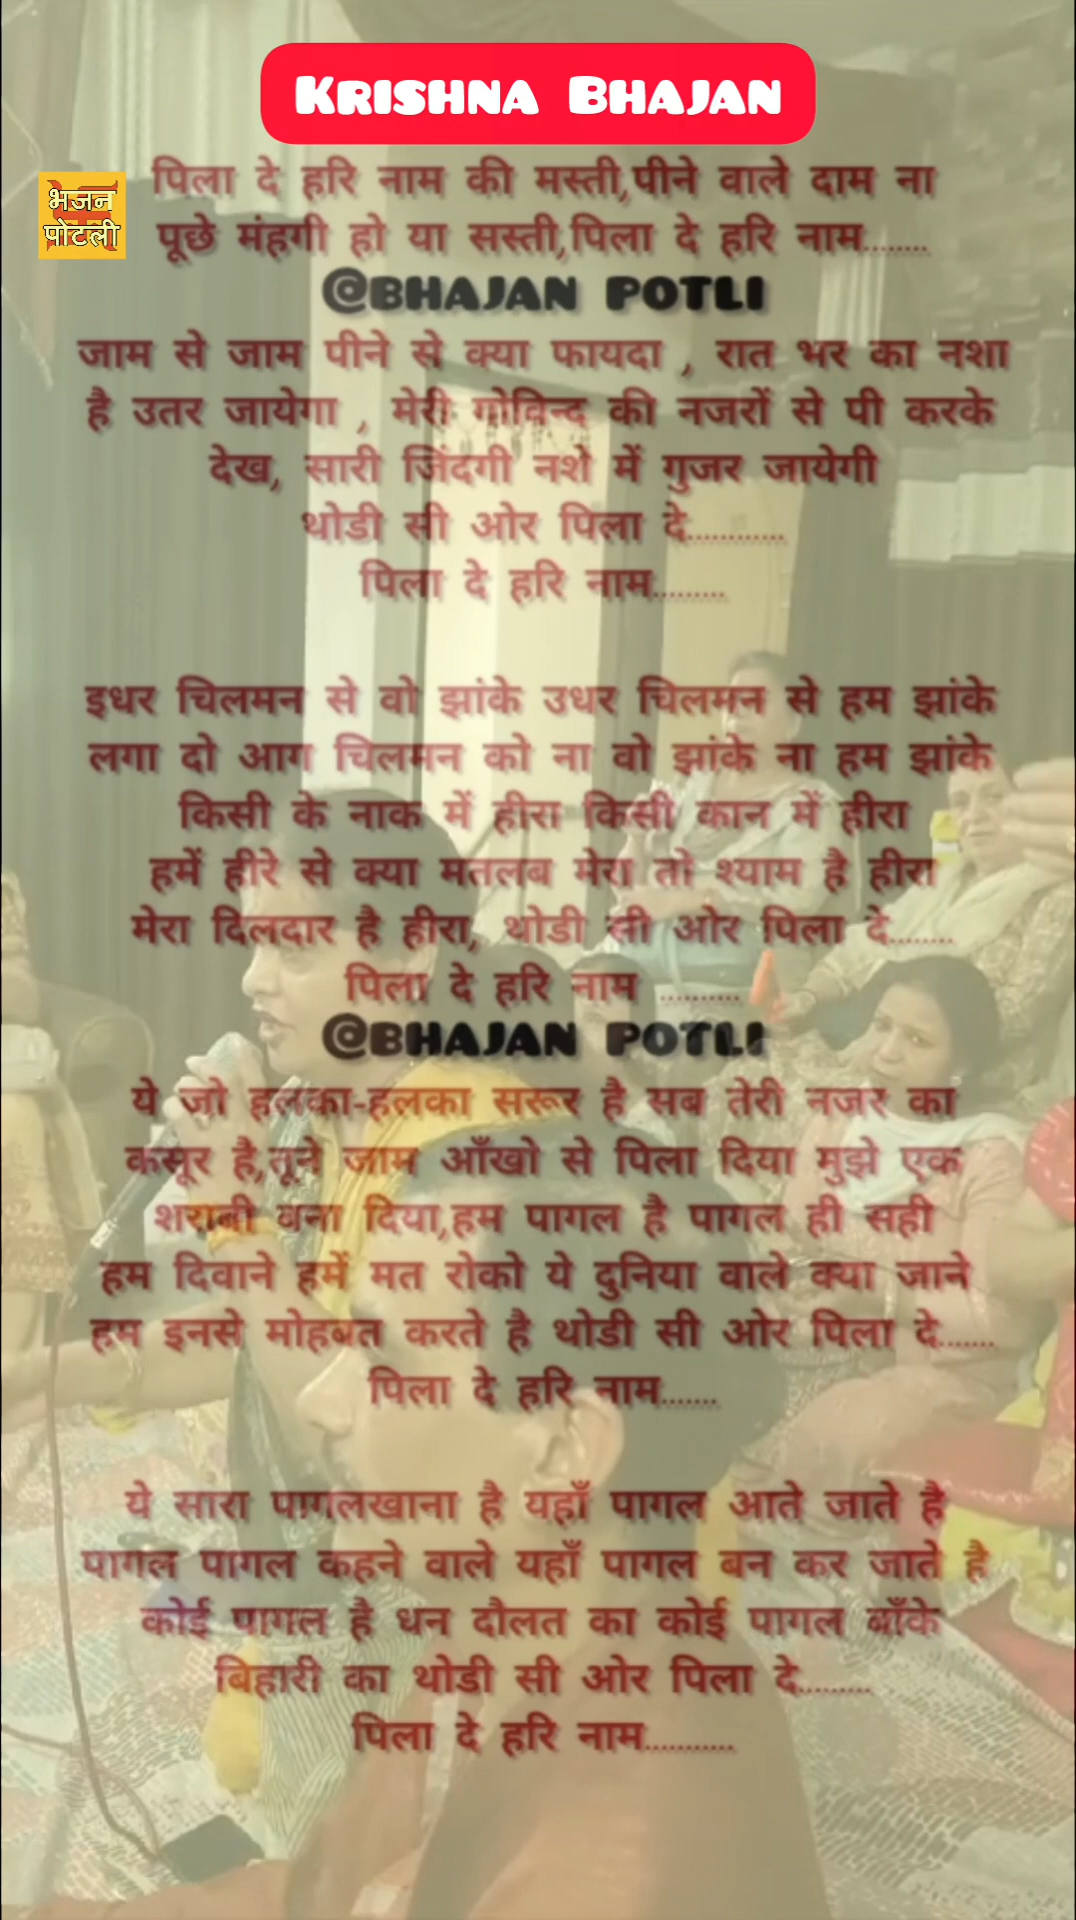 Krishna Bhajan
भजन
पोटली
पिला दे हरि नाम की मस्ती,पीने वाले दाम ना
पूछे मंहगी हो या सस्ती,पिला दे हरि नाम........
@BHAJAN POTLI
जाम से जाम पीने से क्या फायदा , रात भर का नशा
है उतर जायेगा , मेरी गोविन्द की नजरों से पी करके
देख, सारी जिंदगी नशे में गुजर जायेगी
थोडी सी ओर पिला दे............
पिला दे हरि नाम.........
इधर चिलमन से वो झांके उधर चिलमन से हम झांके
लगा दो आग चिलमन को ना वो झांके ना हम झांके
किसी के नाक में हीरा किसी कान में हीरा
हमें हीरे से क्या मतलब मेरा तो श्याम है हीरा
मेरा दिलदार है हीरा, थोडी सी ओर पिला दे........
पिला दे हरि नाम ..........
@BHAJAN POTLI
ये जो हलका-हलका सरूर है सब तेरी नजर का
कसूर है,तूने जाम आँखो से पिला दिया मुझे एक
शराबी बना दिया,हम पागल है पागल ही सही
हम दिवाने हमें मत रोको ये दुनिया वाले क्या जाने
हम इनसे मोहबत करते है थोडी सी ओर पिला दे.......
पिला दे हरि नाम.......
ये सारा पागलखाना है यहाँ पागल आते जाते है
पागल पागल कहने वाले यहाँ पागल बन कर जाते है
कोई पागल है धन दौलत का कोई पागल बाँके
बिहारी का थोडी सी ओर पिला दे.........
पिला दे हरि नाम...........